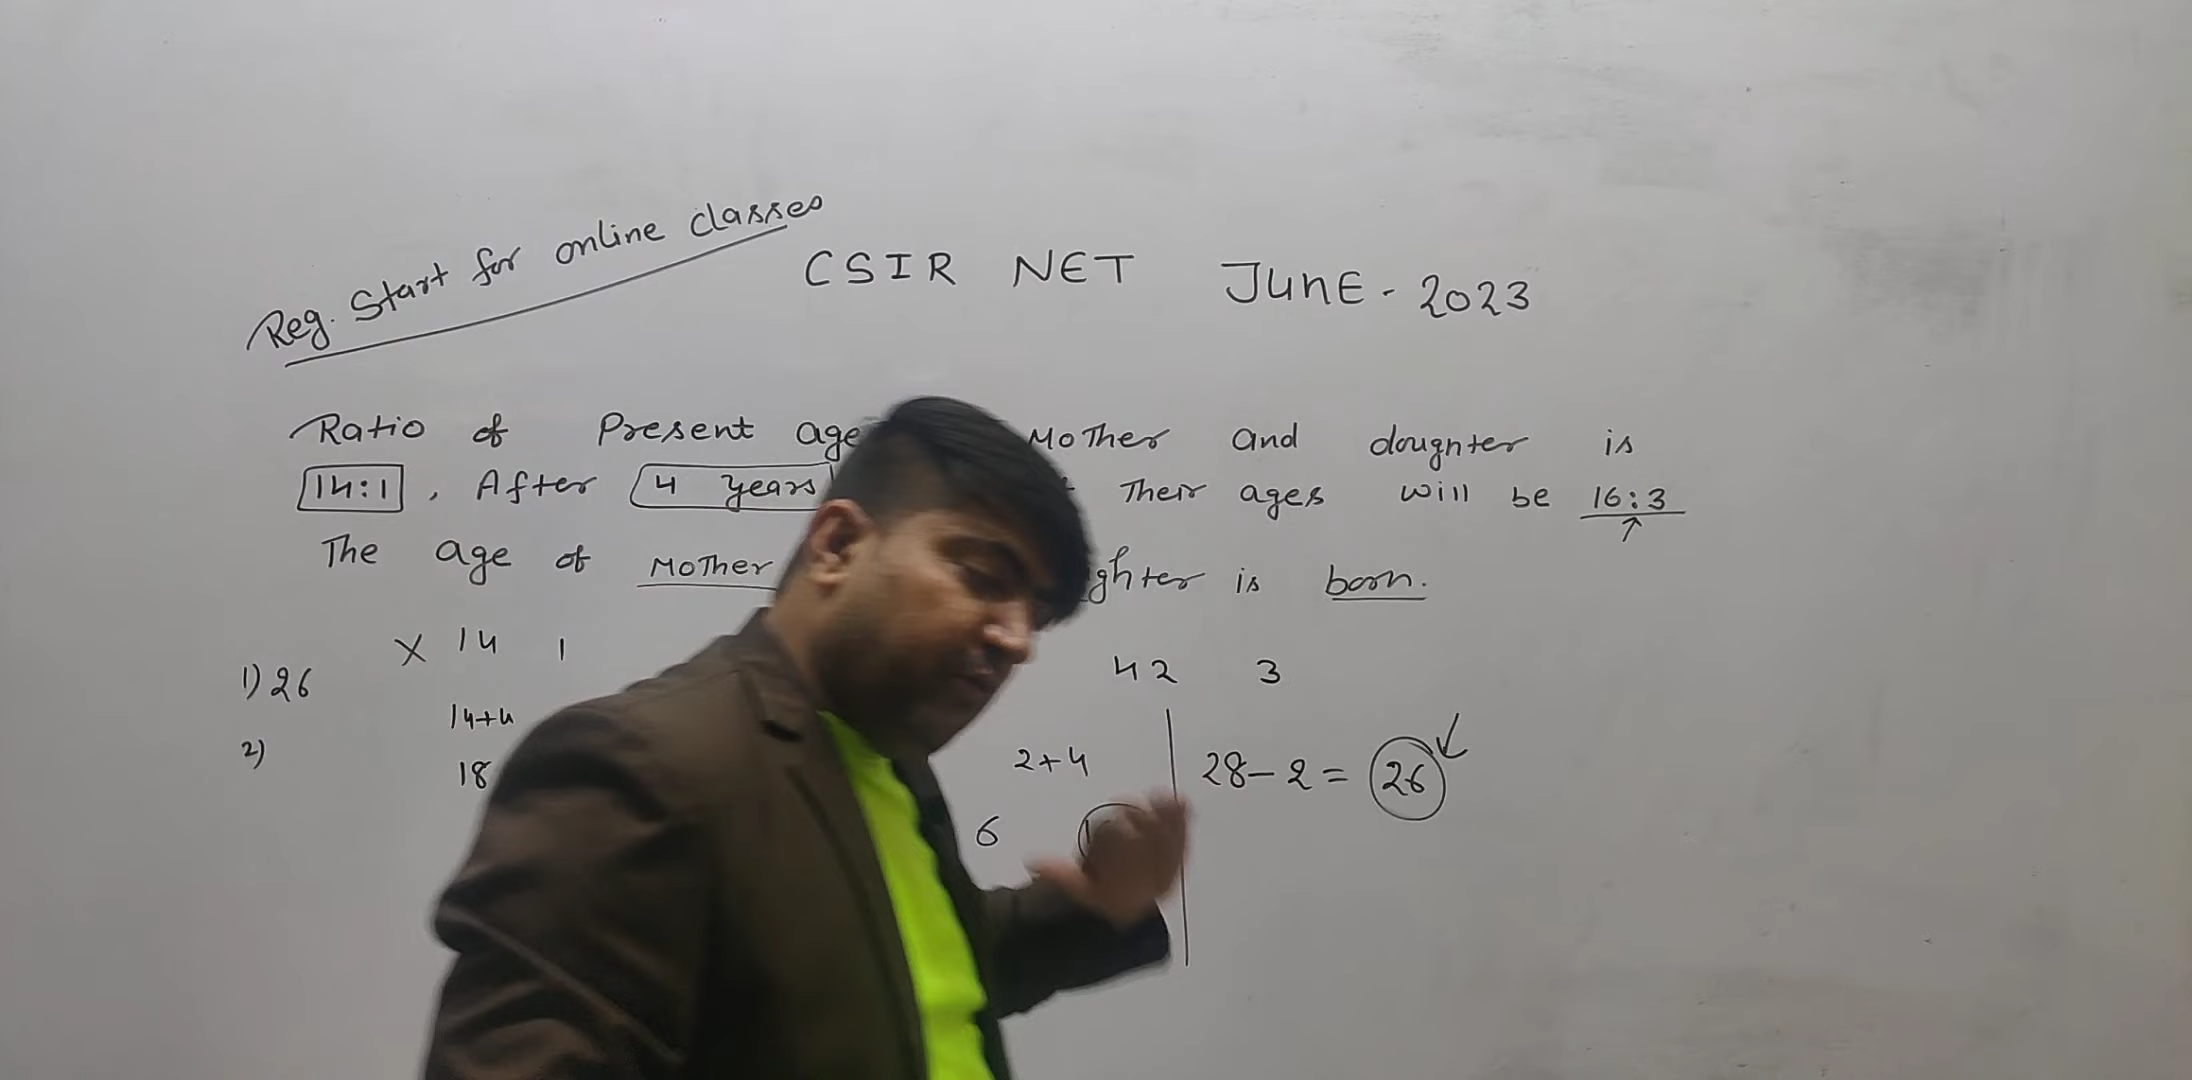 Reg. Start for online classes
CSIR NET JUNE - 2023
Ratio of Present age Mother and doughter is
14:1 , After 4 years Their ages will be 16:3
The age of Mother ghter is born.
X 14 1
42 3
1) 26
14+4
2)
18
2+4
28-2= 26
6